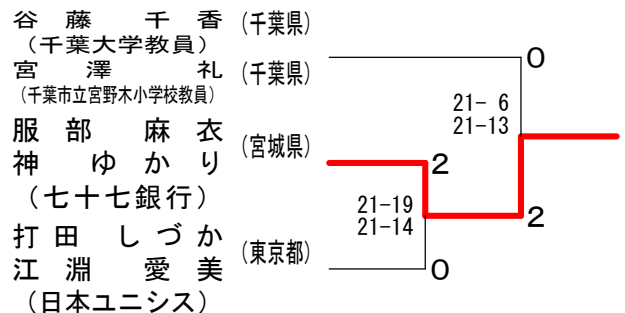 谷藤　千香 (千葉県)
(千葉大学教員)
宮澤　礼 (千葉県)
(千葉市立宮野木小学校教員)
服部　麻衣 (宮城県)
神　ゆかり
(七十七銀行)
打田　しづか (東京都)
江淵　愛美
(日本ユニシス)
0
21- 6
21-13
2
2
21-19
21-14
0